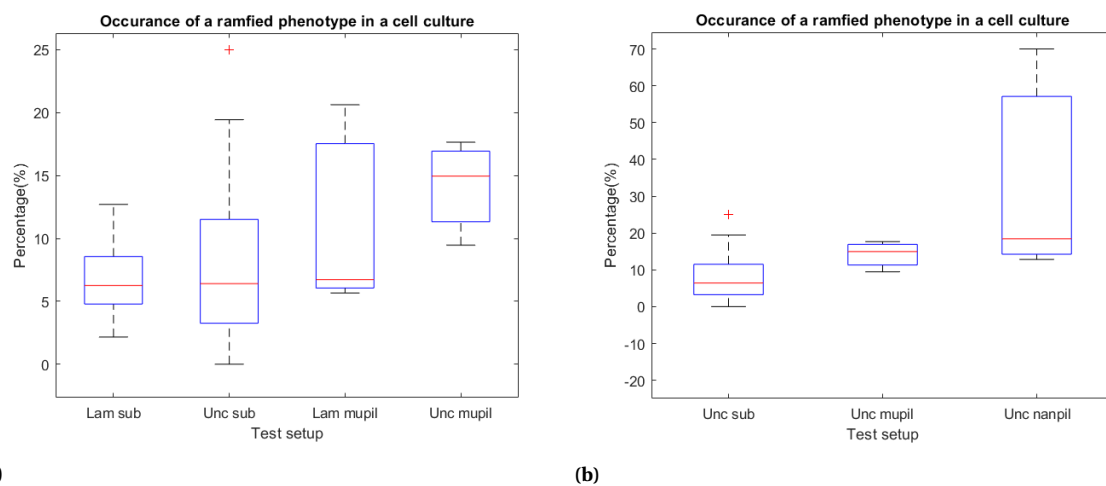 Occurance of a ramfied phenotype in a cell culture
25
20
15
10
5
0
Percentage(%)
Lam sub Unc sub Lam mupil Unc mupil
Test setup
)
Occurance of a ramfied phenotype in a cell culture
70
60
50
40
30
20
10
0
-10
-20
Percentage(%)
Unc sub Unc mupil Unc nanpil
Test setup
(b)